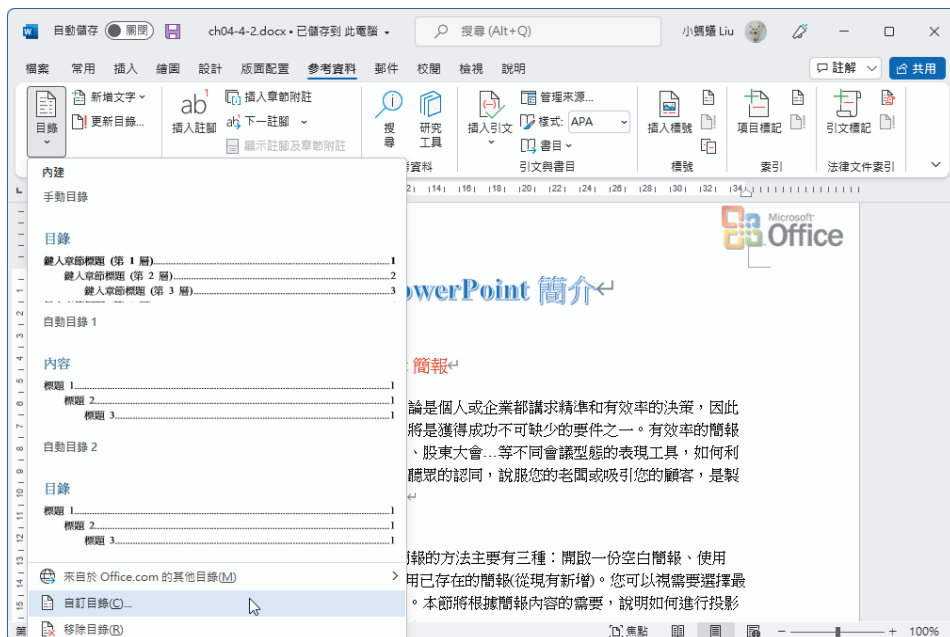 自動儲存 關閉 ch04-4-2.docx • 已儲存到 此電腦 搜尋 (Alt+Q) 小螞蟻 Liu
檔案 常用 插入 繪圖 設計 版面配置 參考資料 郵件 校閱 檢視 說明 註解 共用
目錄
新增文字
更新目錄...
ab 1
插入註腳
插入章節附註
下一註腳
顯示註腳及章節附註
搜尋
研究工具
資料
插入引文
管理來源...
樣式: APA
書目
引文與書目
插入標號
標號
項目標記
索引
引文標記
法律文件索引
內建
手動目錄
目錄
鍵入章節標題 (第 1 層) 1
鍵入章節標題 (第 2 層) 2
鍵入章節標題 (第 3 層) 3
自動目錄 1
內容
標題 1 1
標題 2 1
標題 3 1
自動目錄 2
目錄
標題 1 1
標題 2 1
標題 3 1
來自於 Office.com 的其他目錄(M)
自訂目錄(C)...
移除目錄(R)
14 16 18 20 22 24 26 28 30 32 34
Microsoft
Office
owerPoint 簡介
簡報
論是個人或企業都講求精準和有效率的決策，因此
將是獲得成功不可缺少的要件之一。有效率的簡報
、股東大會…等不同會議型態的表現工具，如何利
聽眾的認同，說服您的老闆或吸引您的顧客，是製
報的方法主要有三種：開啟一份空白簡報、使用
用已存在的簡報(從現有新增)。您可以視需要選擇最
。本節將根據簡報內容的需要，說明如何進行投影
第
焦點 100%